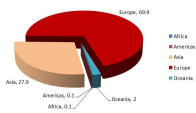 Europe, 69.9
Africa
Americas
Asia
Europe
Oceania
Asia, 27.9
Americas, 0.1
Africa, 0.1
Oceania, 2